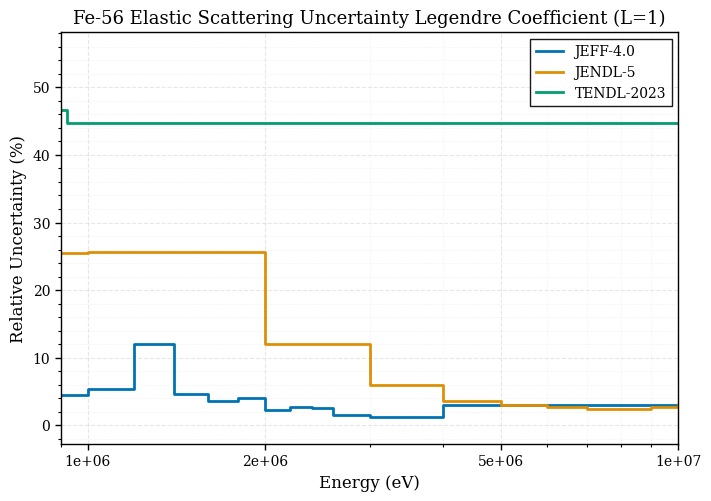 Fe-56 Elastic Scattering Uncertainty Legendre Coefficient (L=1)
JEFF-4.0
JENDL-5
TENDL-2023
Relative Uncertainty (%)
50
40
30
20
10
0
1e+06
2e+06
5e+06
1e+07
Energy (eV)